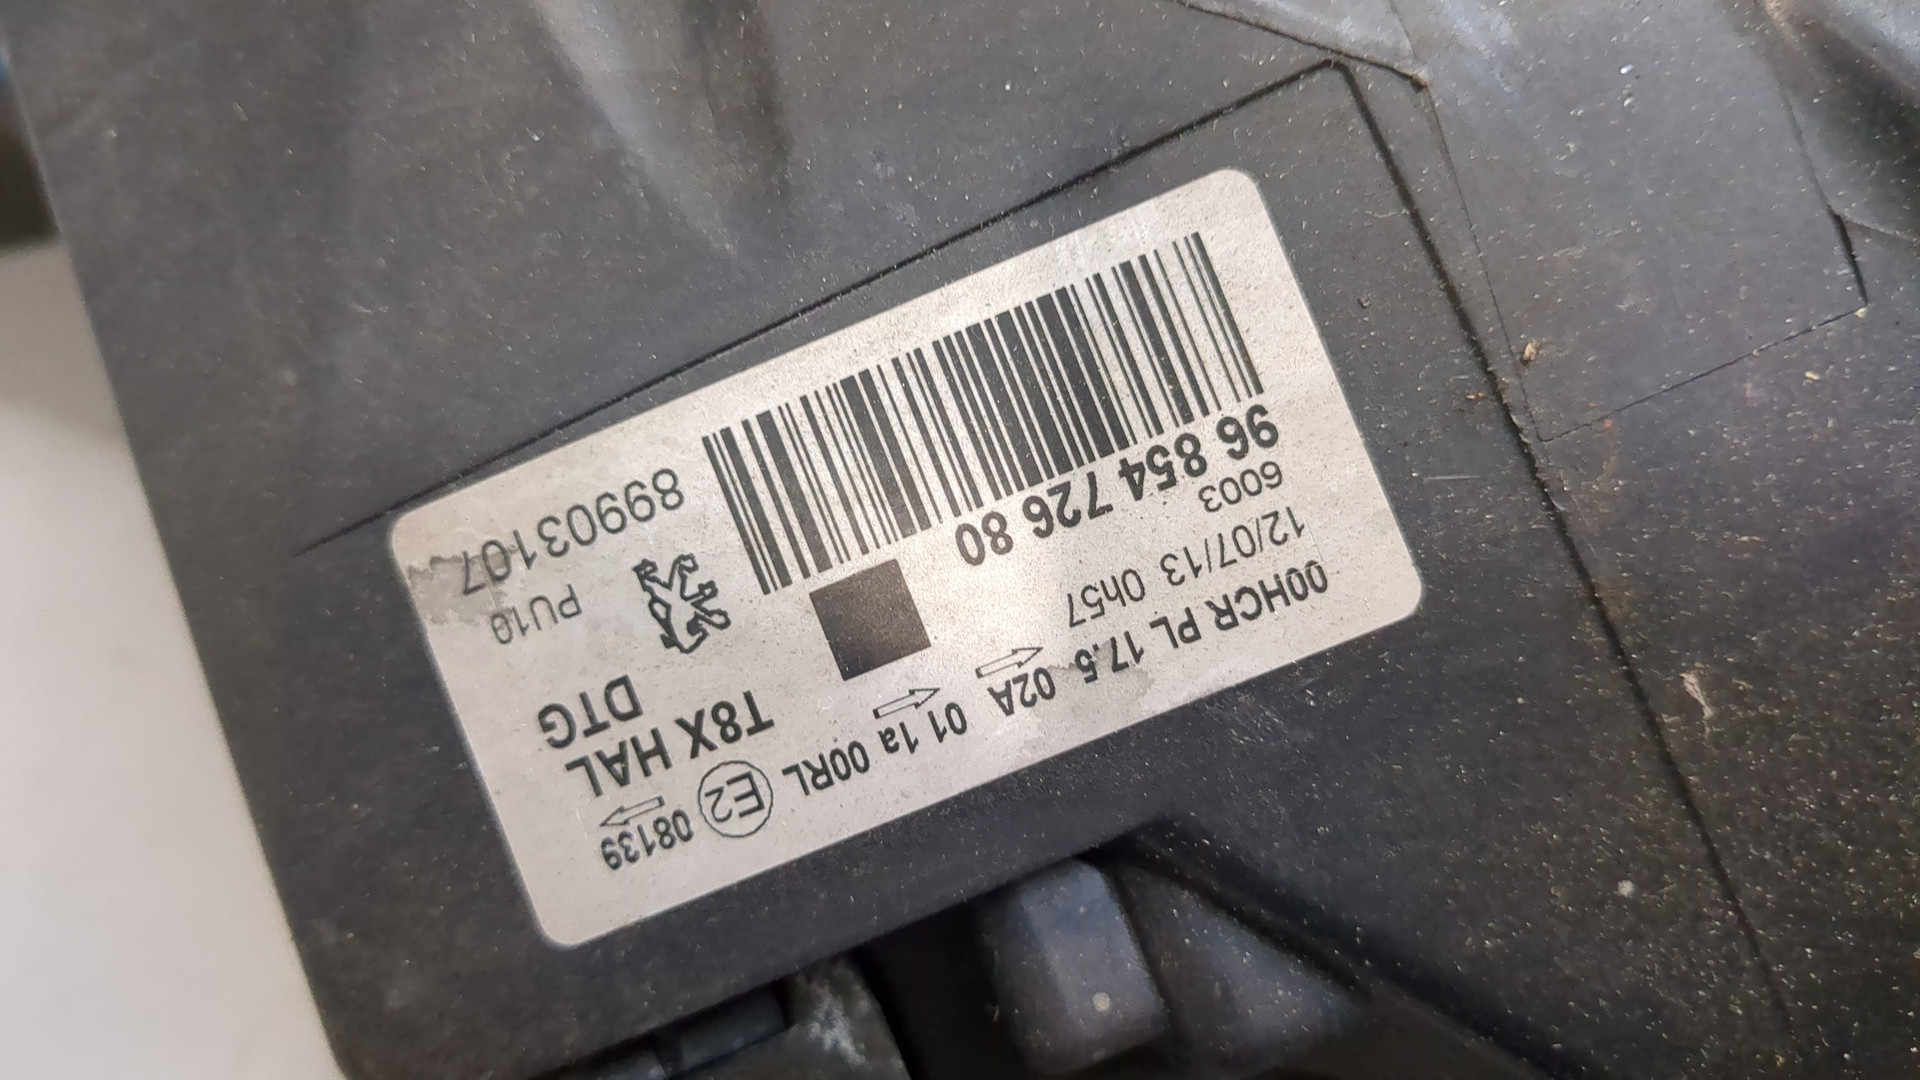 00HCR PL 17.5 02A 01 1a 00RL E2 08139
12/07/13 0h57
6003
96 854 726 80
T8X HAL
DTG
PU10
89903107